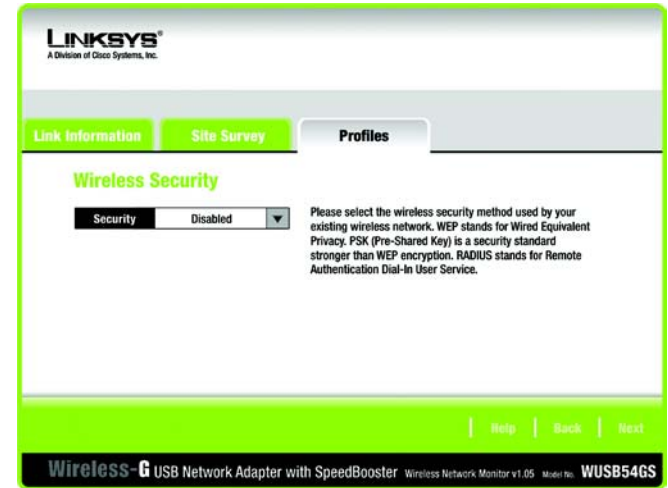 LINKSYS®
A Division of Cisco Systems, Inc.
Link Information Site Survey Profiles
Wireless Security
Security Disabled
Please select the wireless security method used by your
existing wireless network. WEP stands for Wired Equivalent
Privacy. PSK (Pre-Shared Key) is a security standard
stronger than WEP encryption. RADIUS stands for Remote
Authentication Dial-In User Service.
Help Back Next
Wireless-G USB Network Adapter with SpeedBooster Wireless Network Monitor v1.05 Model No. WUSB54GS